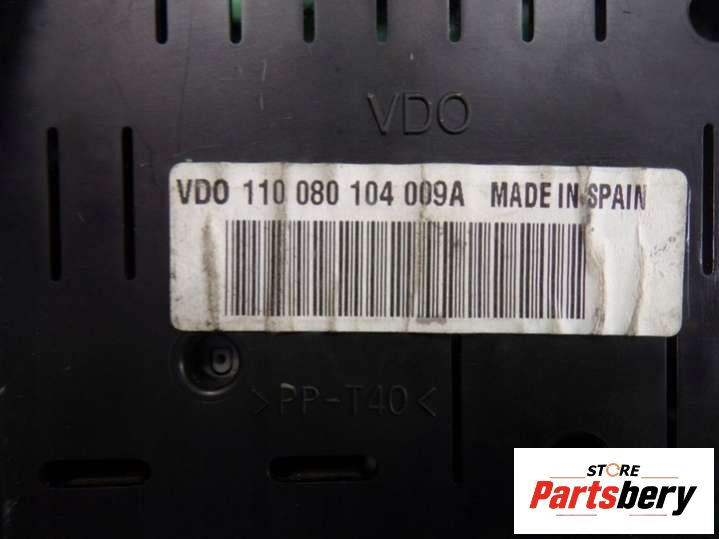 VDO
VDO 110 080 104 009A MADE IN SPAIN
>PP-T40<
STORE
Partsbery